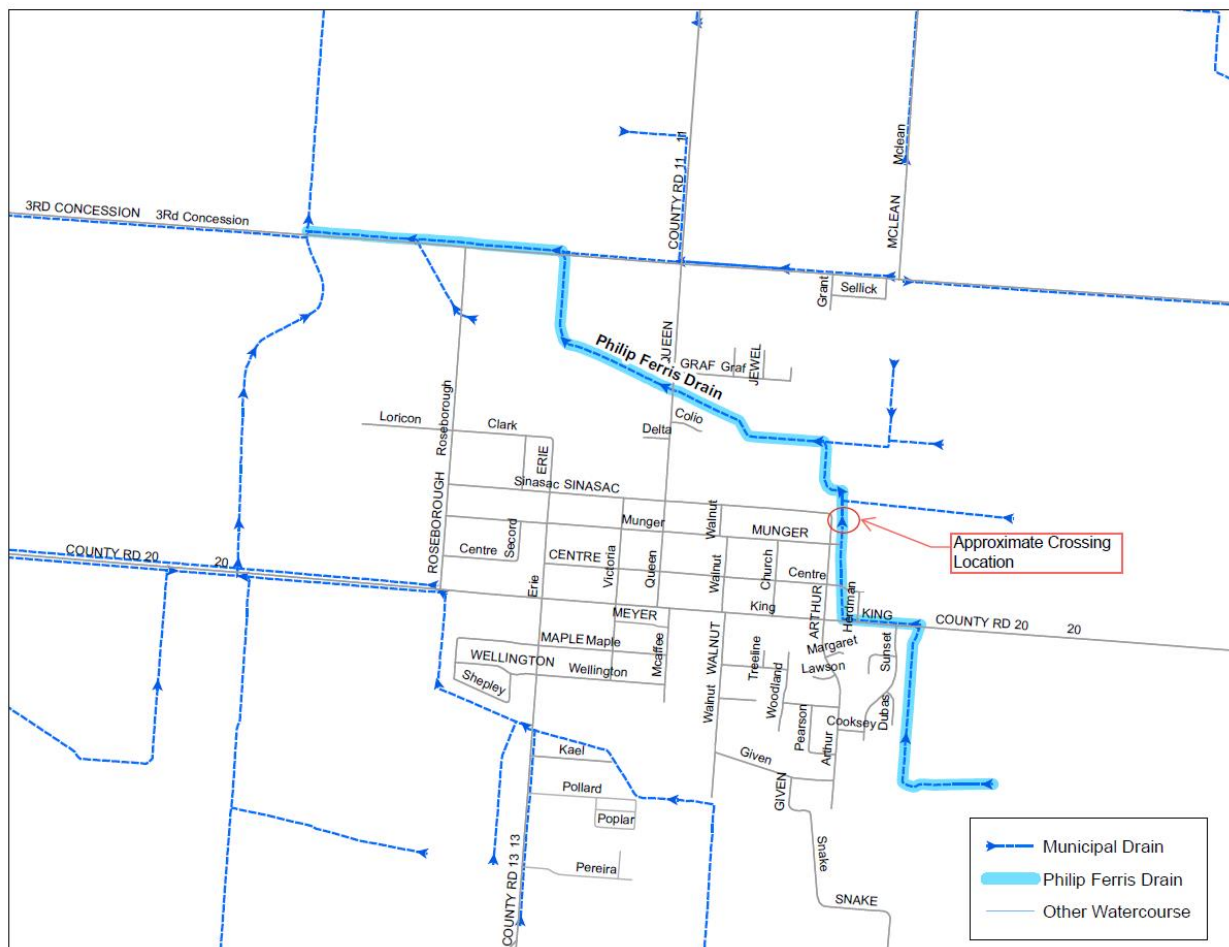 COUNTY RD 11 11
Mclean
MCLEAN
3RD CONCESSION
3Rd Concession
Grant
Sellick
QUEEN
Philip Ferris Drain
GRAF Graf
JEWEL
Roseborough
Loricon
Clark
Colio
Delta
ERIE
Sinasac SINASAC
Walnut
Munger
MUNGER
Approximate Crossing
Location
ROSEBOROUGH
Centre
Secord
CENTRE
Victoria
Queen
Walnut
Church
Centre
COUNTY RD 20
20
Erie
MEYER
King
ARTHUR
Herdman
KING
COUNTY RD 20
20
MAPLE Maple
Mcaffee
WALNUT
Treeline
Margaret
Lawson
Sunset
WELLINGTON
Wellington
Shepley
Walnut
Woodland
Pearson
Cooksey
Dubas
Arthur
Kael
Given
GIVEN
Pollard
Poplar
Snake
COUNTY RD 13 13
Pereira
SNAKE
Municipal Drain
Philip Ferris Drain
Other Watercourse